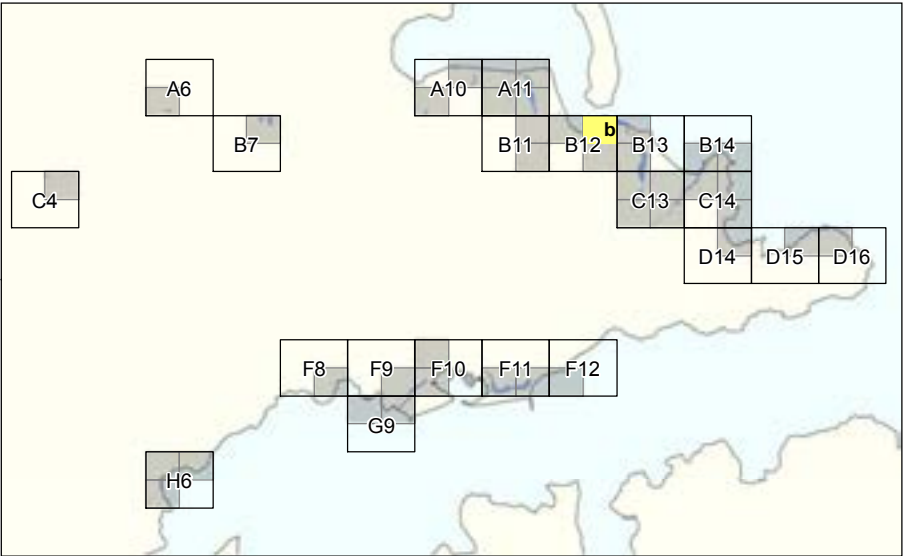 A6 A10 A11
B7 B11 B12 b B13 B14
C4 C13 C14
D14 D15 D16
F8 F9 F10 F11 F12
G9
H6